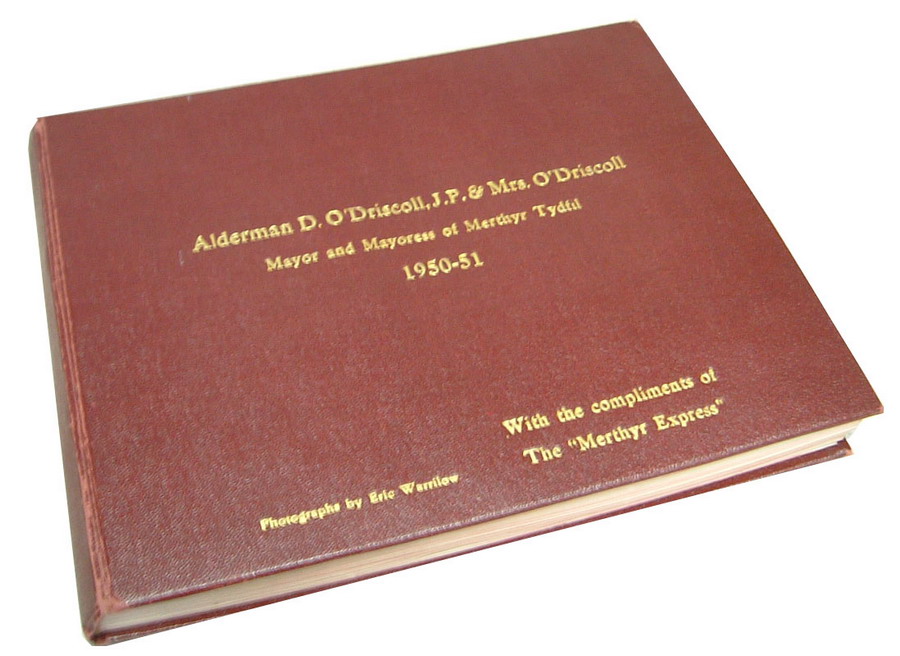 Alderman D. O'Driscoll, J.P. & Mrs. O'Driscoll
Mayor and Mayoress of Merthyr Tydfil
1950-51
With the compliments of
The "Merthyr Express"
Photographs by Eric Warrilow